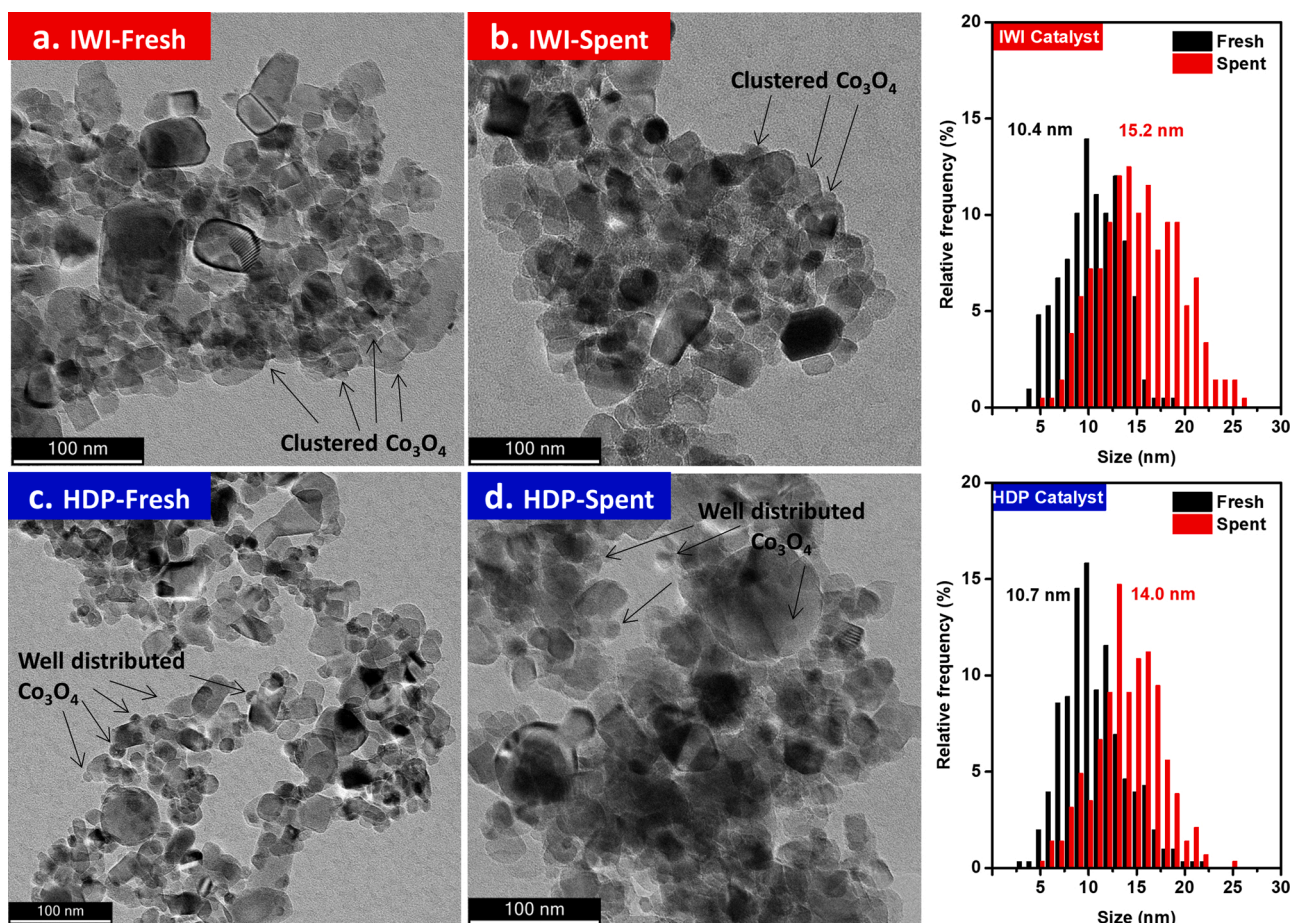 a. IWI-Fresh
Clustered Co₃O₄
100 nm
b. IWI-Spent
Clustered Co₃O₄
100 nm
20
15
10
5
0
Relative frequency (%)
IWI Catalyst
Fresh
Spent
10.4 nm
15.2 nm
5 10 15 20 25 30
Size (nm)
c. HDP-Fresh
Well distributed
Co₃O₄
100 nm
d. HDP-Spent
Well distributed
Co₃O₄
100 nm
20
15
10
5
0
Relative frequency (%)
HDP Catalyst
Fresh
Spent
10.7 nm
14.0 nm
5 10 15 20 25 30
Size (nm)